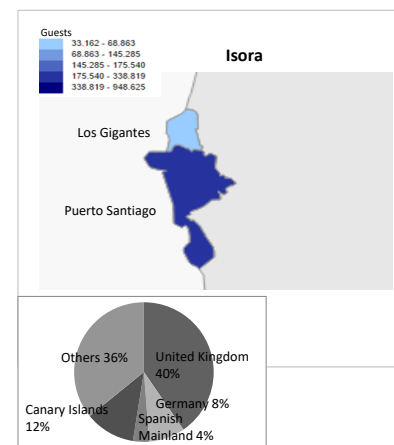 Guests
33.162 - 68.863
68.863 - 145.285
145.285 - 175.540
175.540 - 338.819
338.819 - 948.625
Isora
Los Gigantes
Puerto Santiago
Others 36%
United Kingdom
40%
Germany 8%
Canary Islands
12%
Spanish
Mainland 4%